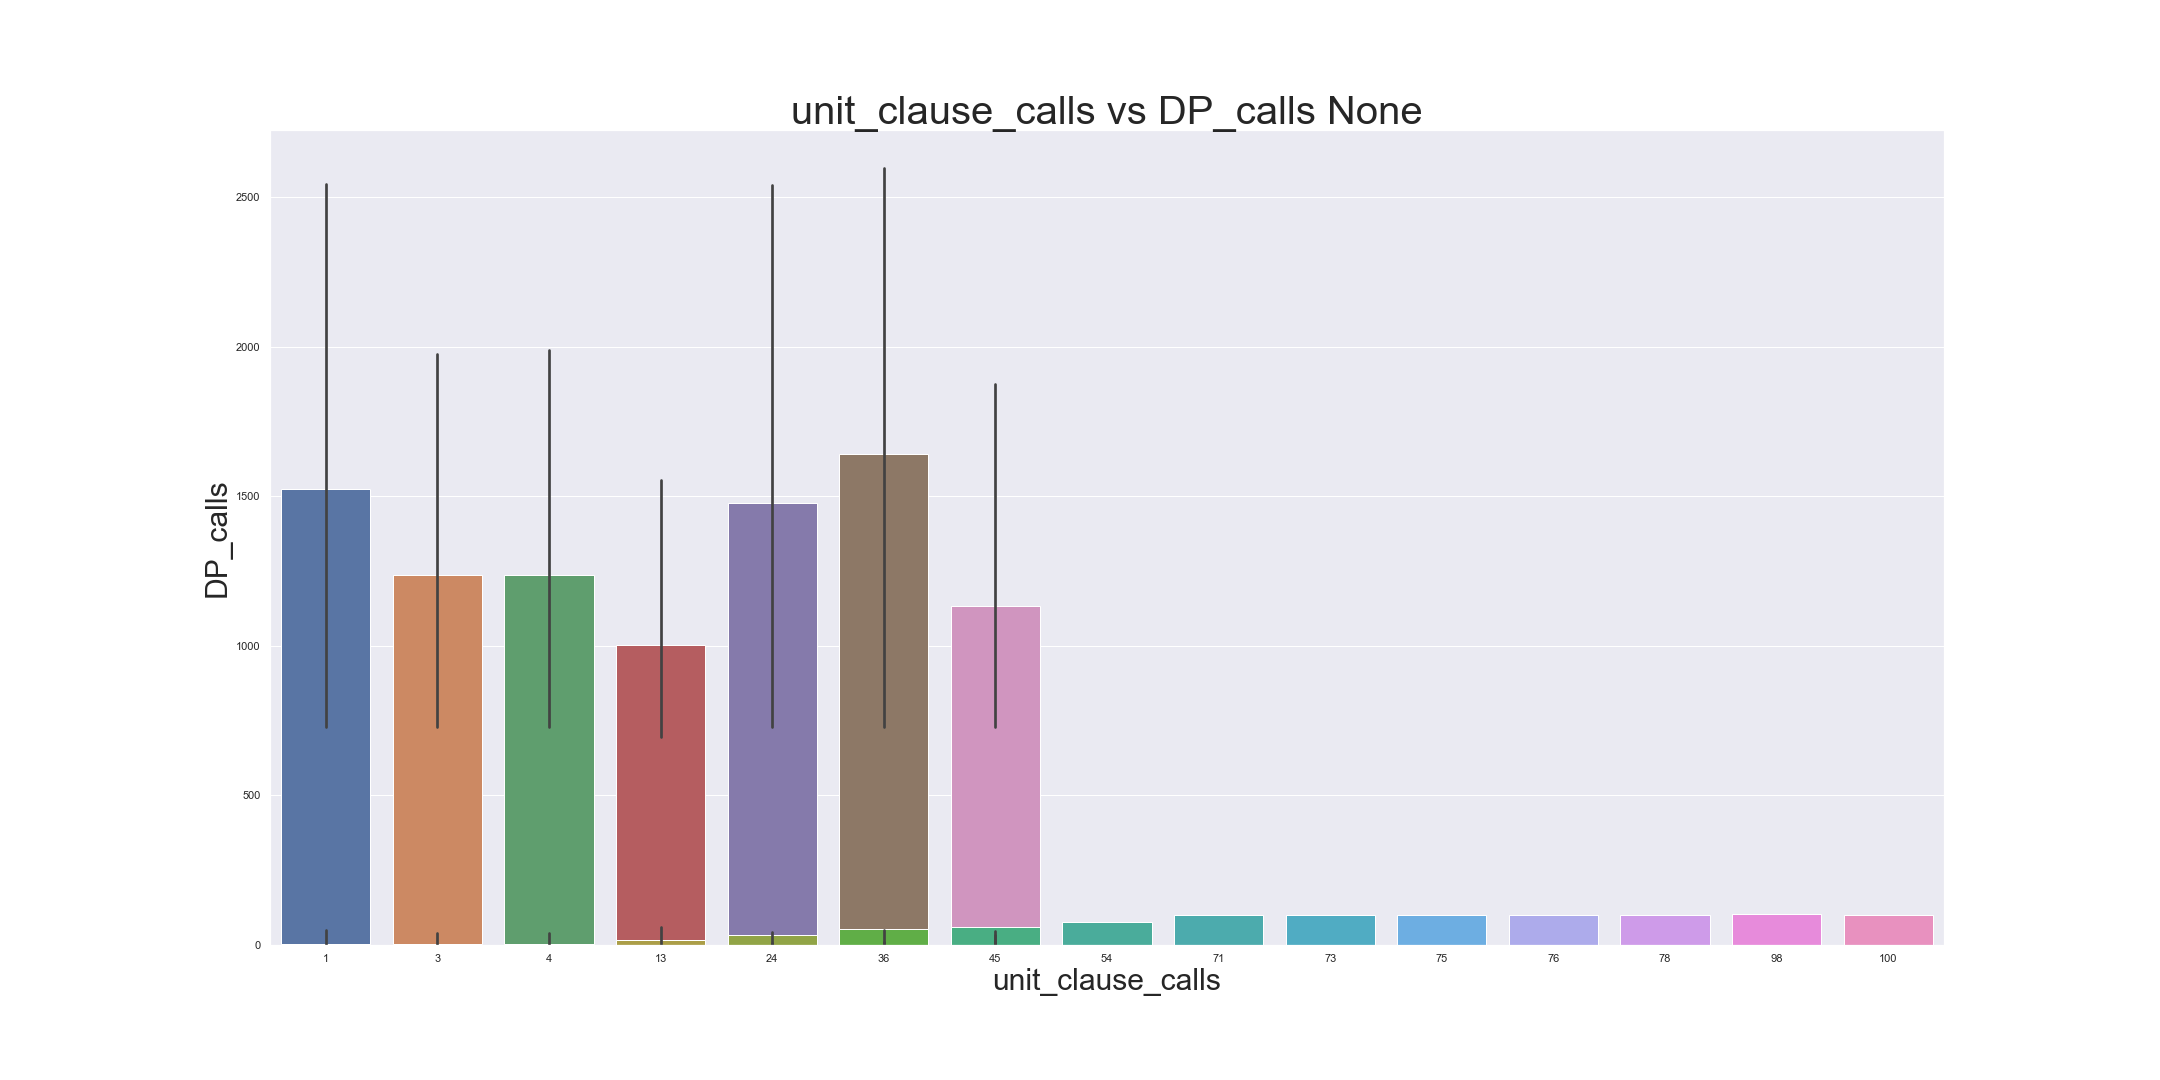 unit_clause_calls vs DP_calls None
DP_calls
2500
2000
1500
1000
500
0
1 3 4 13 24 36 45 54 71 73 75 76 78 98 100
unit_clause_calls